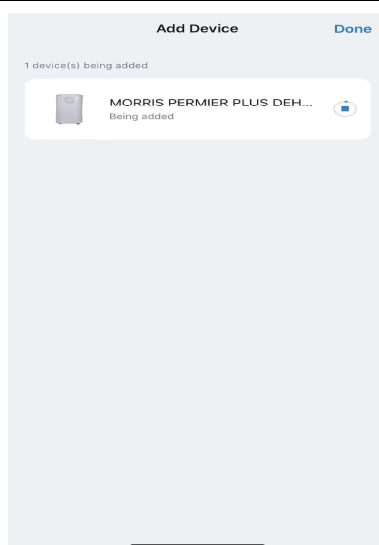 Add Device
Done
1 device(s) being added
MORRIS PERMIER PLUS DEH...
Being added